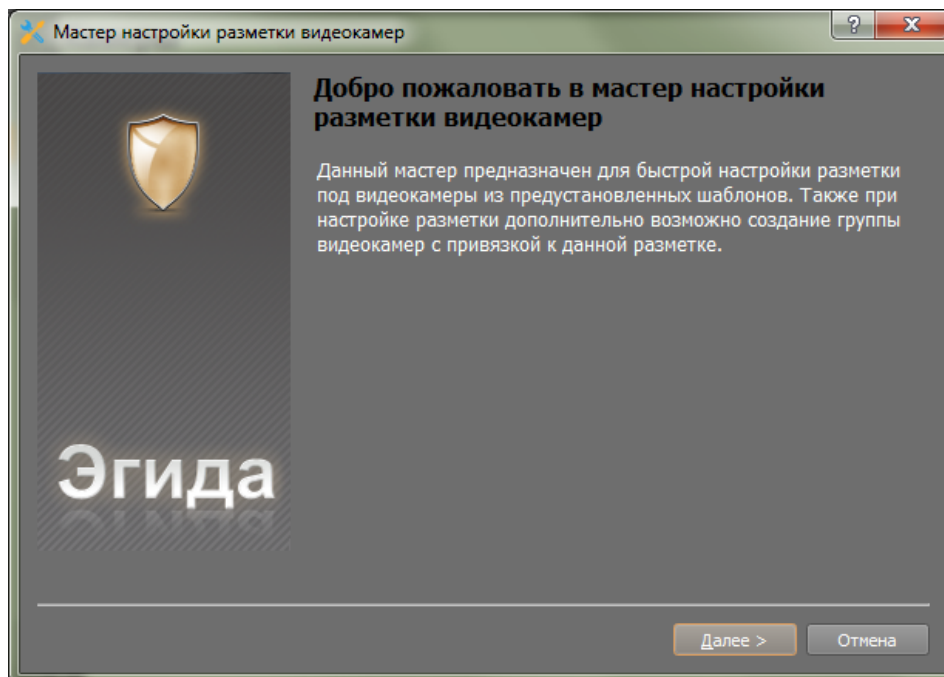 Мастер настройки разметки видеокамер
?
X
Добро пожаловать в мастер настройки
разметки видеокамер
Данный мастер предназначен для быстрой настройки разметки
под видеокамеры из предустановленных шаблонов. Также при
настройке разметки дополнительно возможно создание группы
видеокамер с привязкой к данной разметке.
Эгида
Далее >
Отмена